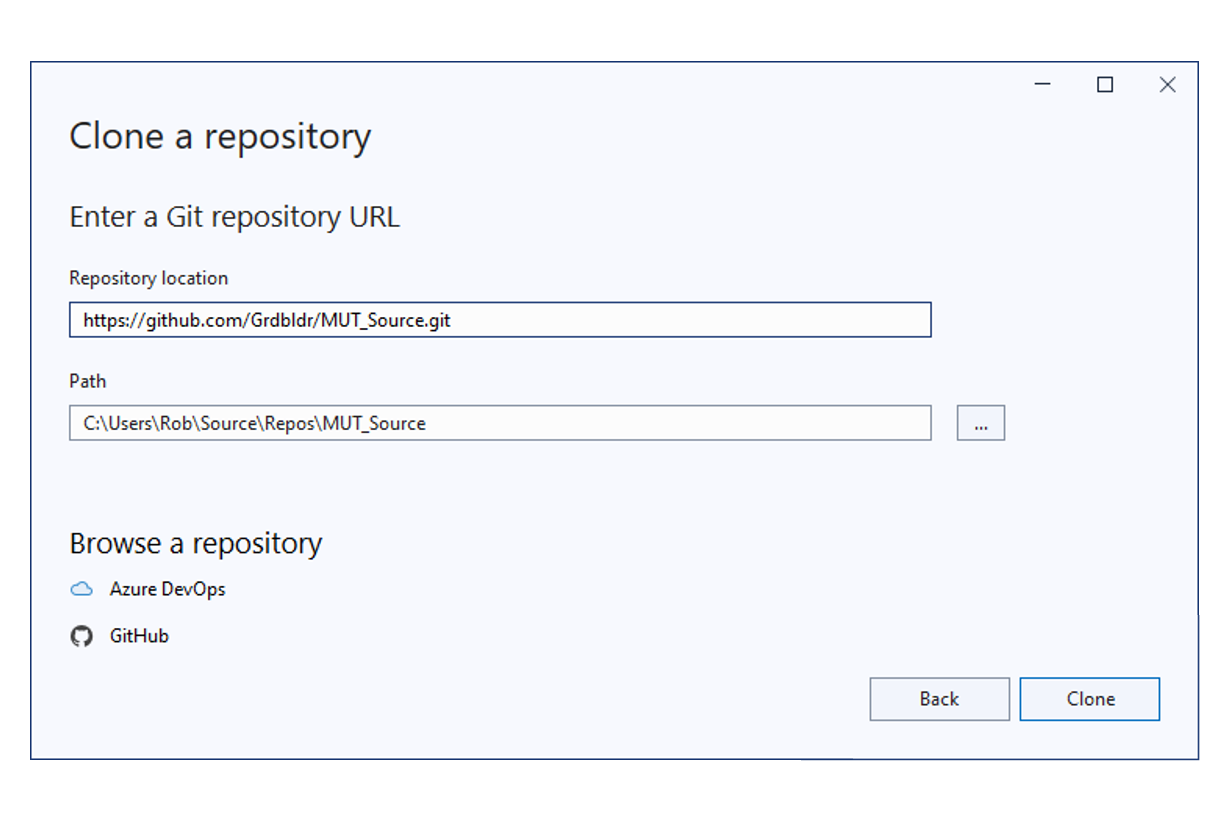 Clone a repository
Enter a Git repository URL
Repository location
https://github.com/Grdbldr/MUT_Source.git
Path
C:\Users\Rob\Source\Repos\MUT_Source
...
Browse a repository
Azure DevOps
GitHub
Back
Clone